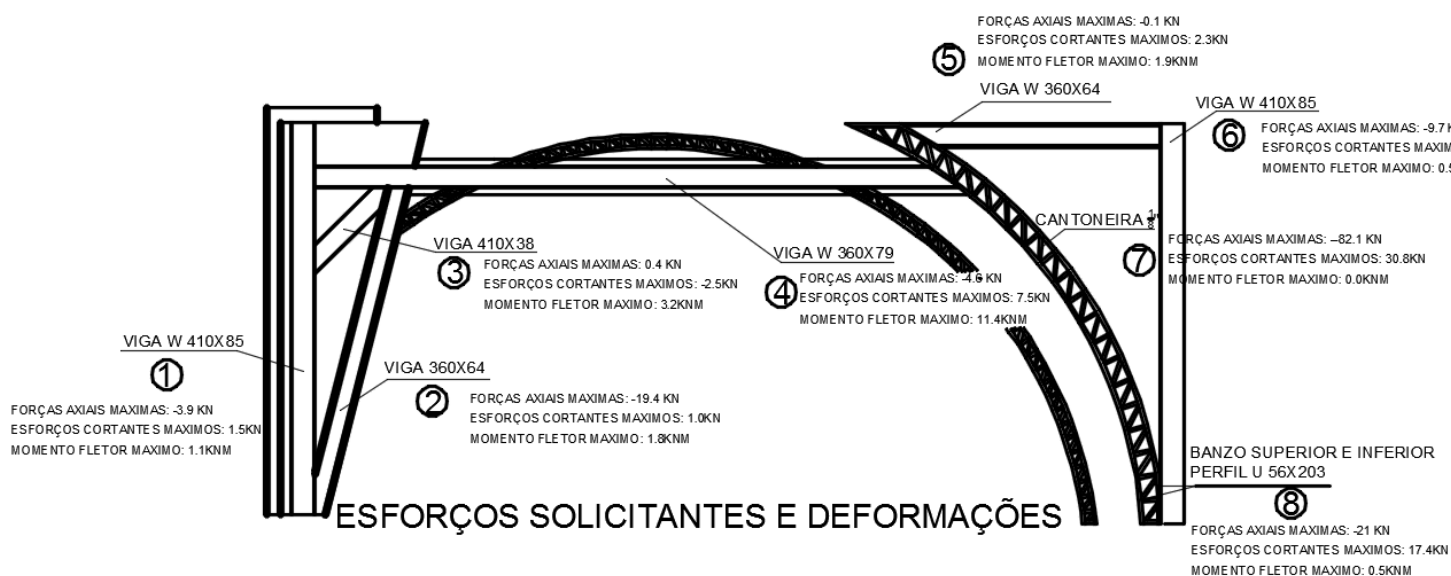 FORÇAS AXIAIS MAXIMAS: -0.1 KN
ESFORÇOS CORTANTES MAXIMOS: 2.3KN
MOMENTO FLETOR MAXIMO: 1.9KNM
5
VIGA W 360X64
VIGA W 410X85
6
FORÇAS AXIAIS MAXIMAS: -9.7
ESFORÇOS CORTANTES
MOMENTO FLETOR MAXIMO:
CANTONEIRA
7
FORÇAS AXIAIS MAXIMAS: --82.1 KN
ESFORÇOS CORTANTES MAXIMOS: 30.8KN
MOMENTO FLETOR MAXIMO: 0.0KNM
VIGA 410X38
3
FORÇAS AXIAIS MAXIMAS: 0.4 KN
ESFORÇOS CORTANTES MAXIMOS: -2.5KN
MOMENTO FLETOR MAXIMO: 3.2KNM
VIGA W 360X79
4
FORÇAS AXIAIS MAXIMAS: -4.6 KN
ESFORÇOS CORTANTES MAXIMOS: 7.5KN
MOMENTO FLETOR MAXIMO: 11.4KNM
VIGA W 410X85
1
FORÇAS AXIAIS MAXIMAS: -3.9 KN
ESFORÇOS CORTANTES MAXIMOS: 1.5KN
MOMENTO FLETOR MAXIMO: 1.1KNM
VIGA 360X64
2
FORÇAS AXIAIS MAXIMAS: -19.4 KN
ESFORÇOS CORTANTES MAXIMOS: 1.0KN
MOMENTO FLETOR MAXIMO: 1.8KNM
BANZO SUPERIOR E INFERIOR
PERFIL U 56X203
8
FORÇAS AXIAIS MAXIMAS: -21 KN
ESFORÇOS CORTANTES MAXIMOS: 17.4KN
MOMENTO FLETOR MAXIMO: 0.5KNM
ESFORÇOS SOLICITANTES E DEFORMAÇÕES